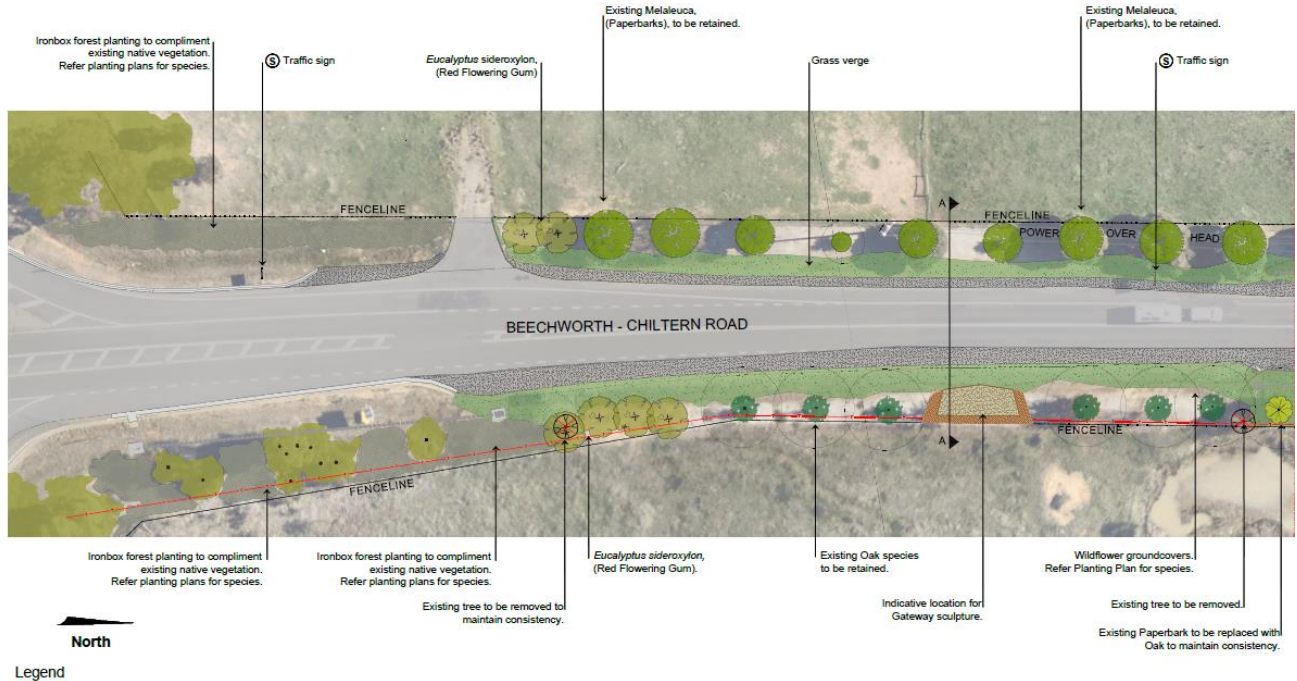 Existing Melaleuca,
(Paperbarks), to be retained.
Existing Melaleuca,
(Paperbarks), to be retained.
Ironbox forest planting to compliment
existing native vegetation.
Refer planting plans for species.
S Traffic sign
Eucalyptus sideroxylon,
(Red Flowering Gum)
Grass verge
S Traffic sign
A
FENCELINE
FENCELINE
POWER OVER HEAD
BEECHWORTH - CHILTERN ROAD
A
FENCELINE
FENCELINE
Ironbox forest planting to compliment
existing native vegetation.
Refer planting plans for species.
Ironbox forest planting to compliment
existing native vegetation.
Refer planting plans for species.
Eucalyptus sideroxylon,
(Red Flowering Gum).
Existing Oak species
to be retained.
Wildflower groundcovers.
Refer Planting Plan for species.
Existing tree to be removed to
maintain consistency.
Indicative location for
Gateway sculpture.
Existing tree to be removed.
Existing Paperbark to be replaced with
Oak to maintain consistency.
North
Legend